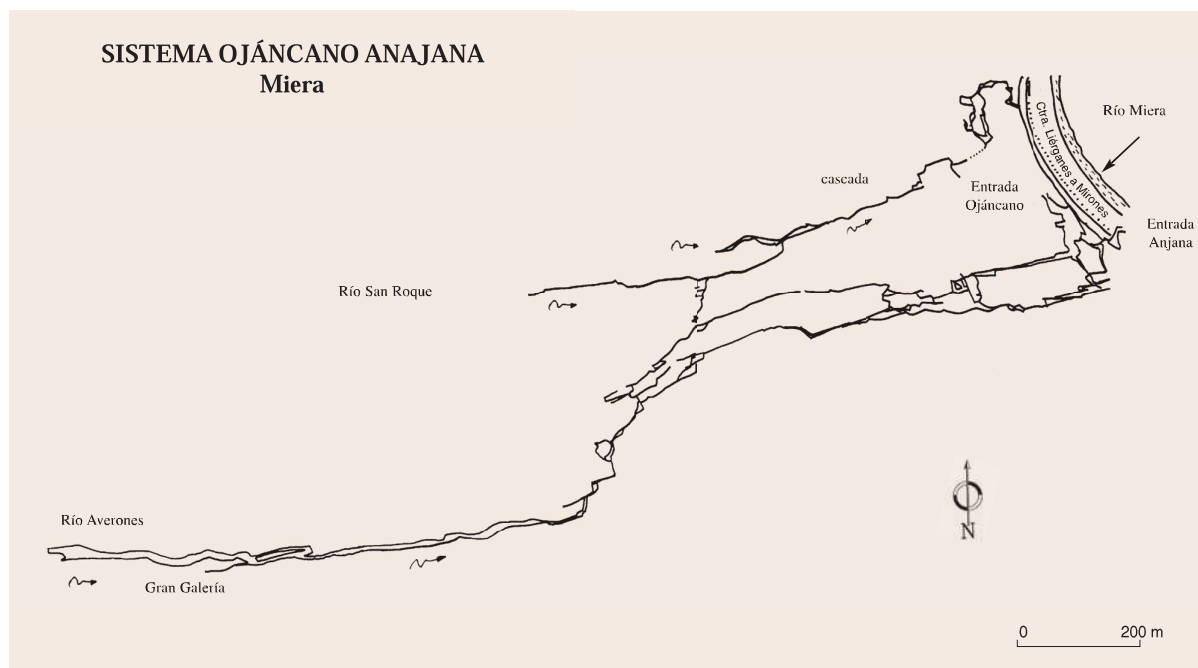 SISTEMA OJÁNCANO ANAJANA
Miera
Río Miera
Ctra. Liérganes a Mirones
cascada
Entrada
Ojáncano
Entrada
Anjana
Río San Roque
Río Averones
Gran Galería
N
0 200 m